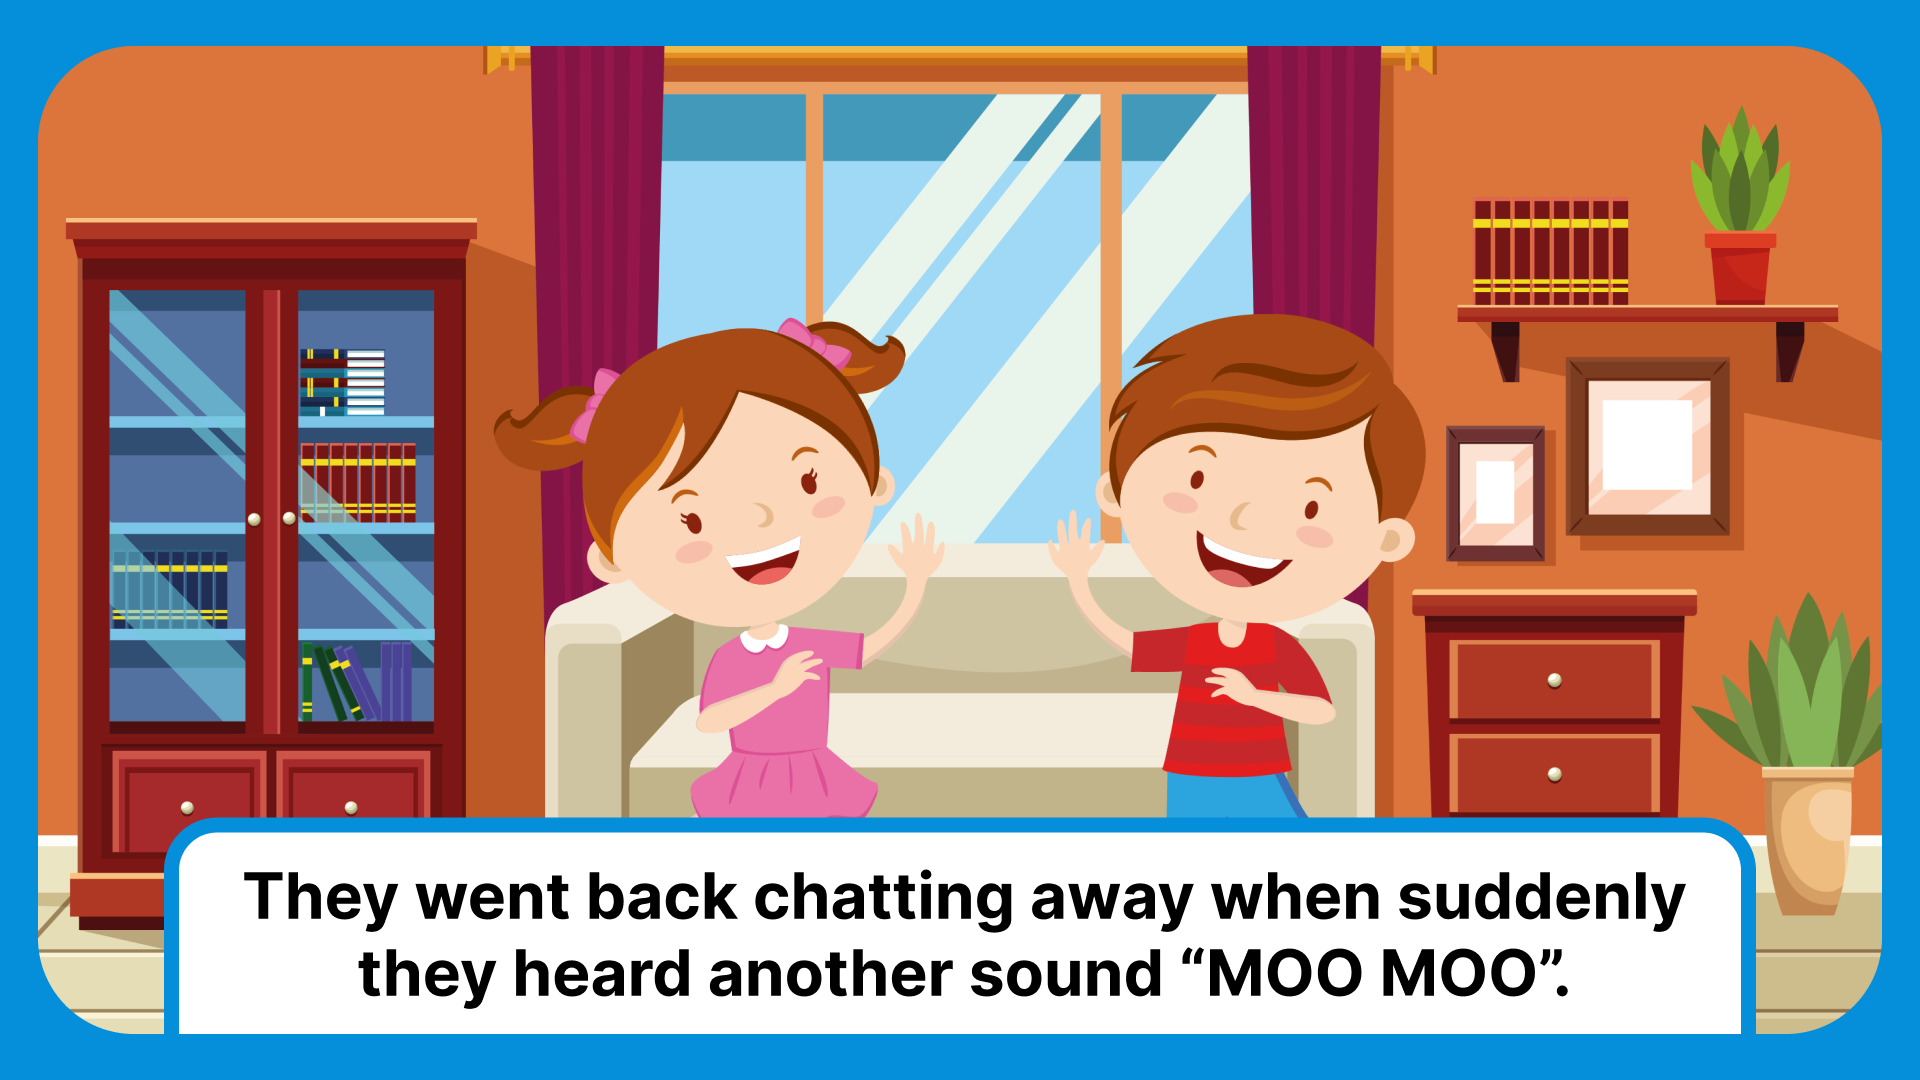 They went back chatting away when suddenly
they heard another sound “MOO MOO”.